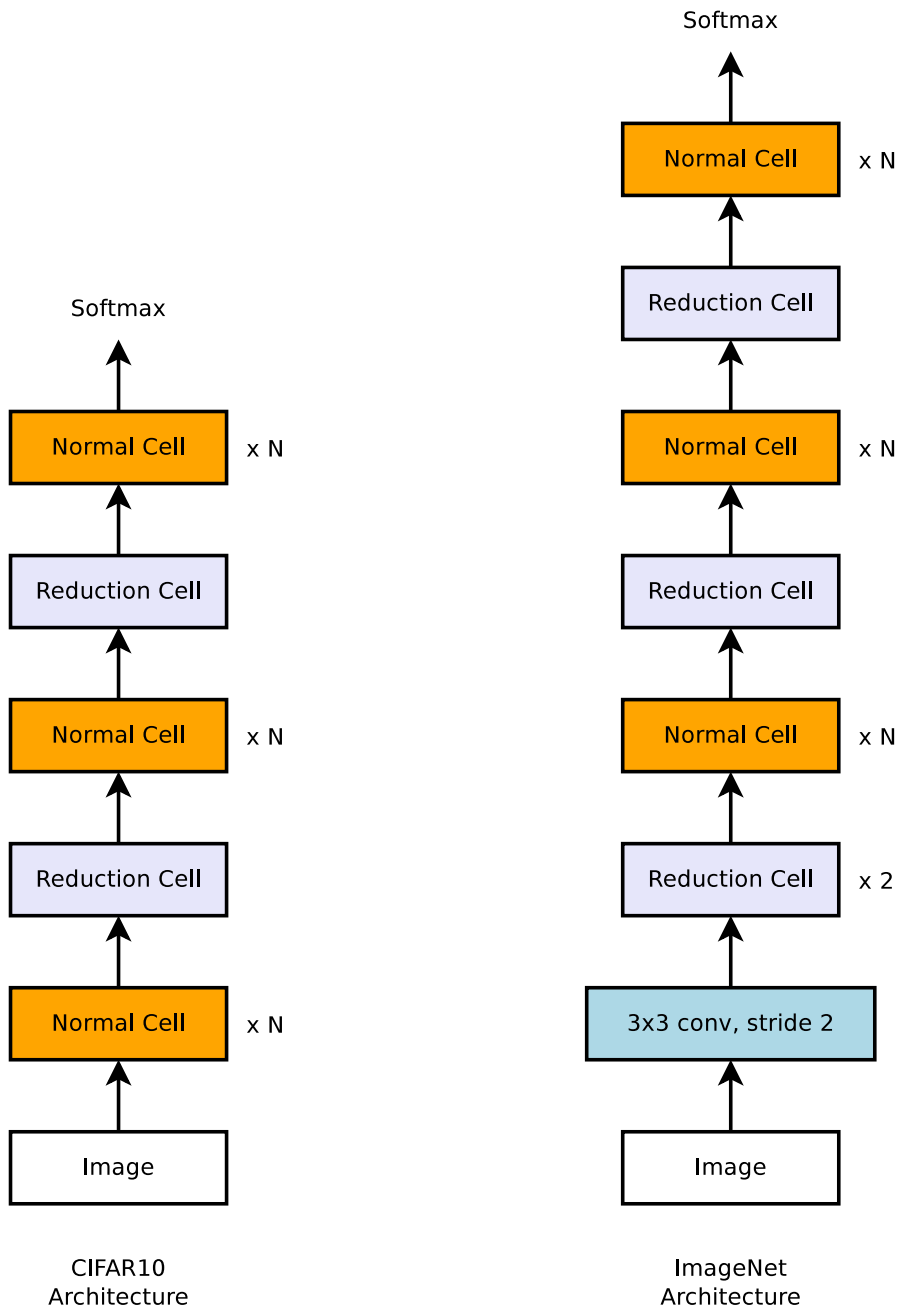 Softmax
Normal Cell
x N
Reduction Cell
Normal Cell
x N
Reduction Cell
Normal Cell
x N
Image
CIFAR10
Architecture
Softmax
Normal Cell
x N
Reduction Cell
Normal Cell
x N
Reduction Cell
Normal Cell
x N
Reduction Cell
x 2
3x3 conv, stride 2
Image
ImageNet
Architecture